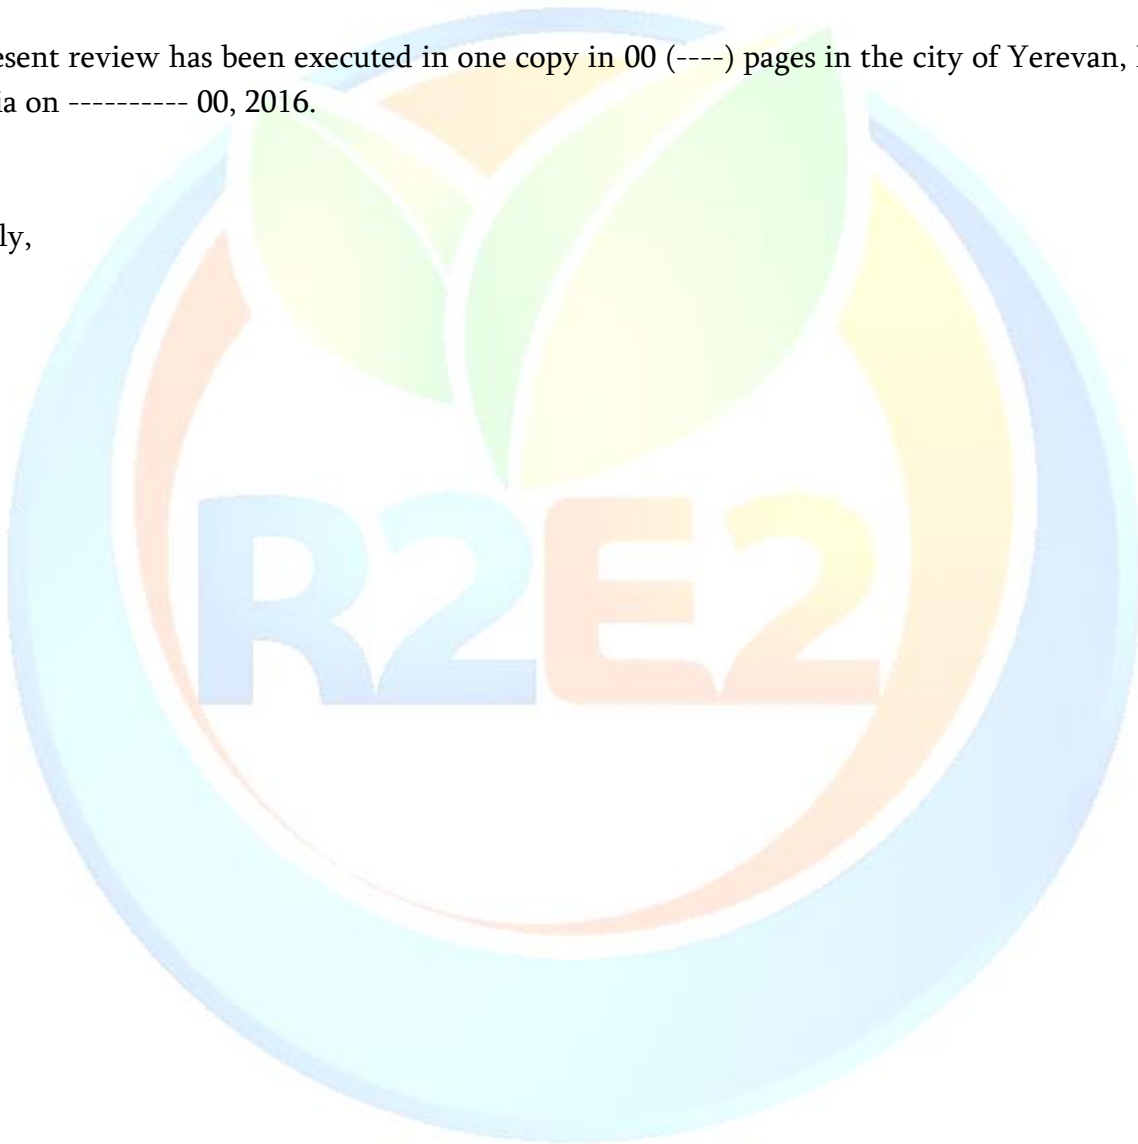 esent review has been executed in one copy in 00 (----) pages in the city of Yerevan,
ia on ---------- 00, 2016.
ly,
R2E2